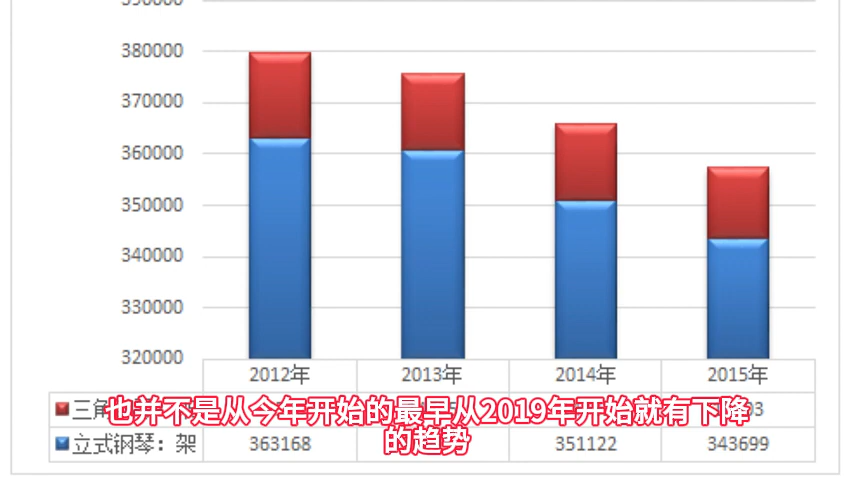 380000
370000
360000
350000
340000
330000
320000
2012年 2013年 2014年 2015年
三角
也并不是从今年开始的最早从2019年开始就有下降
的趋势
立式钢琴：架 363168 351122 343699